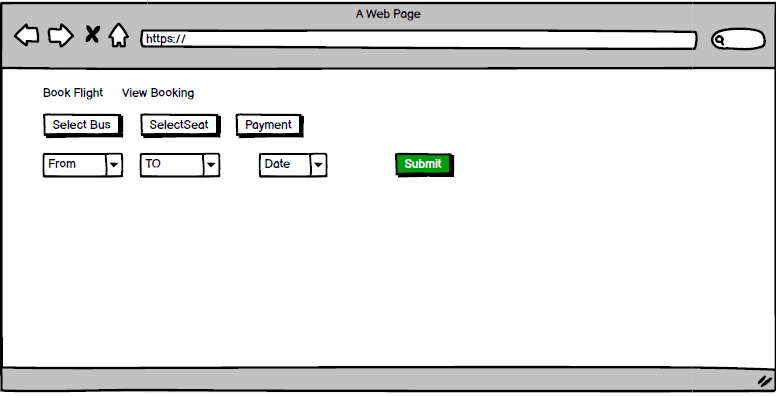 A Web Page
https://
Book Flight View Booking
Select Bus SelectSeat Payment
From TO Date Submit